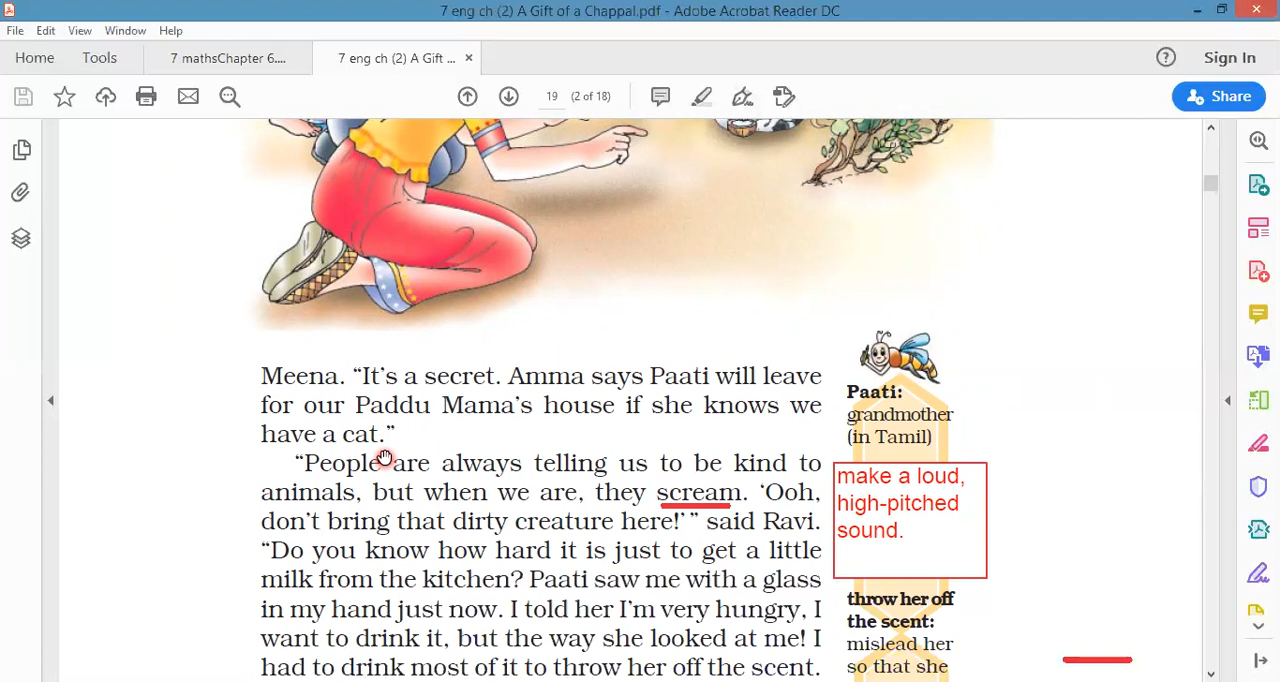 7 eng ch (2) A Gift of a Chappal.pdf - Adobe Acrobat Reader DC
File Edit View Window Help
Home Tools 7 mathsChapter 6.... 7 eng ch (2) A Gift ... × Sign In
19 (2 of 18) Share
Meena. “It’s a secret. Amma says Paati will leave
for our Paddu Mama’s house if she knows we
have a cat.”
“People are always telling us to be kind to
animals, but when we are, they scream. ‘Ooh,
don’t bring that dirty creature here!’ ” said Ravi.
“Do you know how hard it is just to get a little
milk from the kitchen? Paati saw me with a glass
in my hand just now. I told her I’m very hungry, I
want to drink it, but the way she looked at me! I
had to drink most of it to throw her off the scent.
Paati:
grandmother
(in Tamil)
make a loud,
high-pitched
sound.
throw her off
the scent:
mislead her
so that she